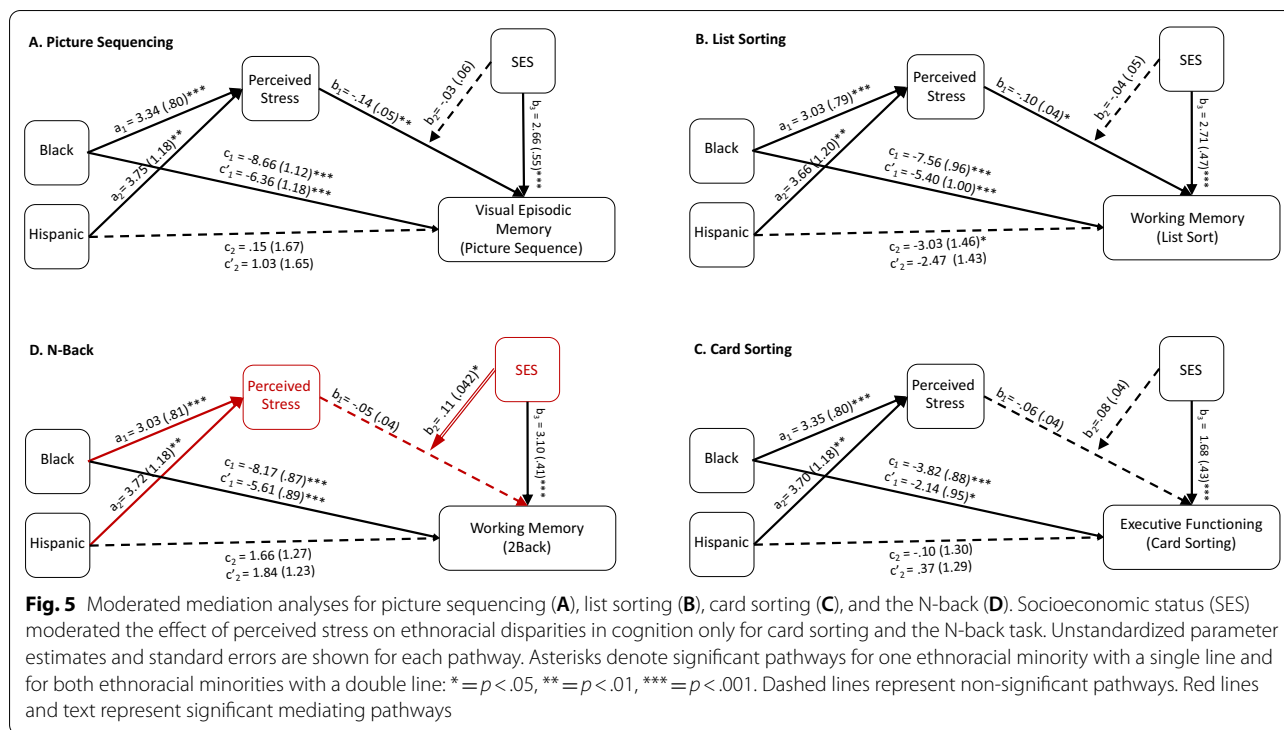 A. Picture Sequencing
SES
Perceived
Stress
Black
Hispanic
a1 = 3.34 (.80)***
a2 = 3.75 (1.18)**
b1 = -.14 (.05)**
b2 = -.03 (.06)
b3 = 2.66 (.55)***
c1 = -8.66 (1.12)***
c'1 = -6.36 (1.18)***
Visual Episodic
Memory
(Picture Sequence)
c2 = .15 (1.67)
c'2 = 1.03 (1.65)
B. List Sorting
SES
Perceived
Stress
Black
Hispanic
a1 = 3.03 (.79)***
a2 = 3.66 (1.20)**
b1 = -.10 (.04)*
b2 = -.04 (.05)
b3 = 2.71 (.47)***
c1 = -7.56 (.96)***
c'1 = -5.40 (1.00)***
Working Memory
(List Sort)
c2 = -3.03 (1.46)*
c'2 = -2.47 (1.43)
D. N-Back
SES
Perceived
Stress
Black
Hispanic
a1 = 3.03 (.81)***
a2 = 3.72 (1.18)**
b1 = -.05 (.04)
b2 = .11 (.042)*
b3 = 3.10 (.41)***
c1 = -8.17 (.87)***
c'1 = -5.61 (.89)***
Working Memory
(2Back)
c2 = 1.66 (1.27)
c'2 = 1.84 (1.23)
C. Card Sorting
SES
Perceived
Stress
Black
Hispanic
a1 = 3.35 (.80)***
a2 = 3.70 (1.18)**
b1 = -.06 (.04)
b2=.08 (.04)
b3 = 1.68 (.43)***
c1 = -3.82 (.88)***
c'1 = -2.14 (.95)*
Executive Functioning
(Card Sorting)
c2 = -.10 (1.30)
c'2 = .37 (1.29)
Fig. 5 Moderated mediation analyses for picture sequencing (A), list sorting (B), card sorting (C), and the N-back (D). Socioeconomic status (SES)
moderated the effect of perceived stress on ethnoracial disparities in cognition only for card sorting and the N-back task. Unstandardized parameter
estimates and standard errors are shown for each pathway. Asterisks denote significant pathways for one ethnoracial minority with a single line and
for both ethnoracial minorities with a double line: * = p < .05, ** = p < .01, *** = p < .001. Dashed lines represent non-significant pathways. Red lines
and text represent significant mediating pathways